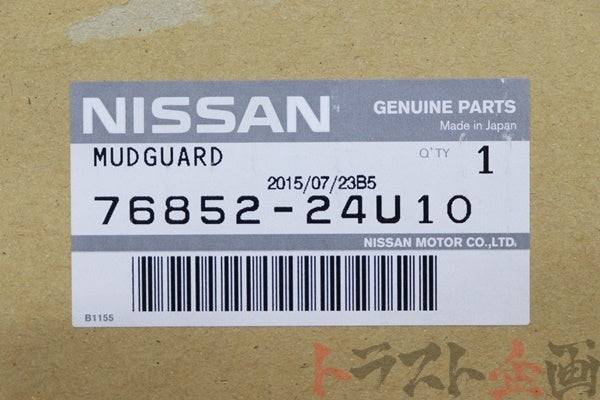 NISSAN GENUINE PARTS
Made in Japan
MUDGUARD Q'TY 1
2015/07/23B5
76852-24U10
NISSAN MOTOR CO.,LTD.
B1155
トラスト企画